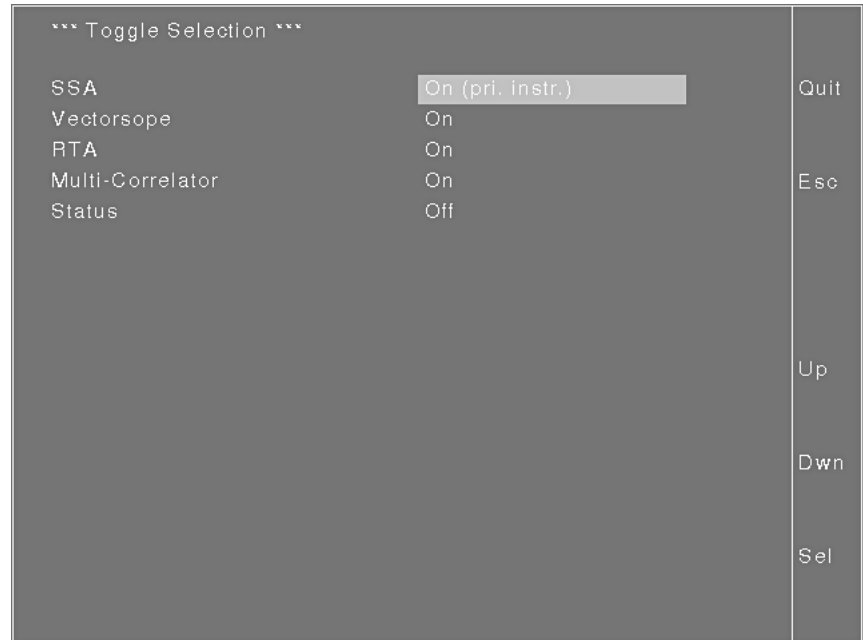 *** Toggle Selection ***
SSA On (pri. instr.)
Vectorsope On
RTA On
Multi-Correlator On
Status Off
Quit
Esc
Up
Dwn
Sel